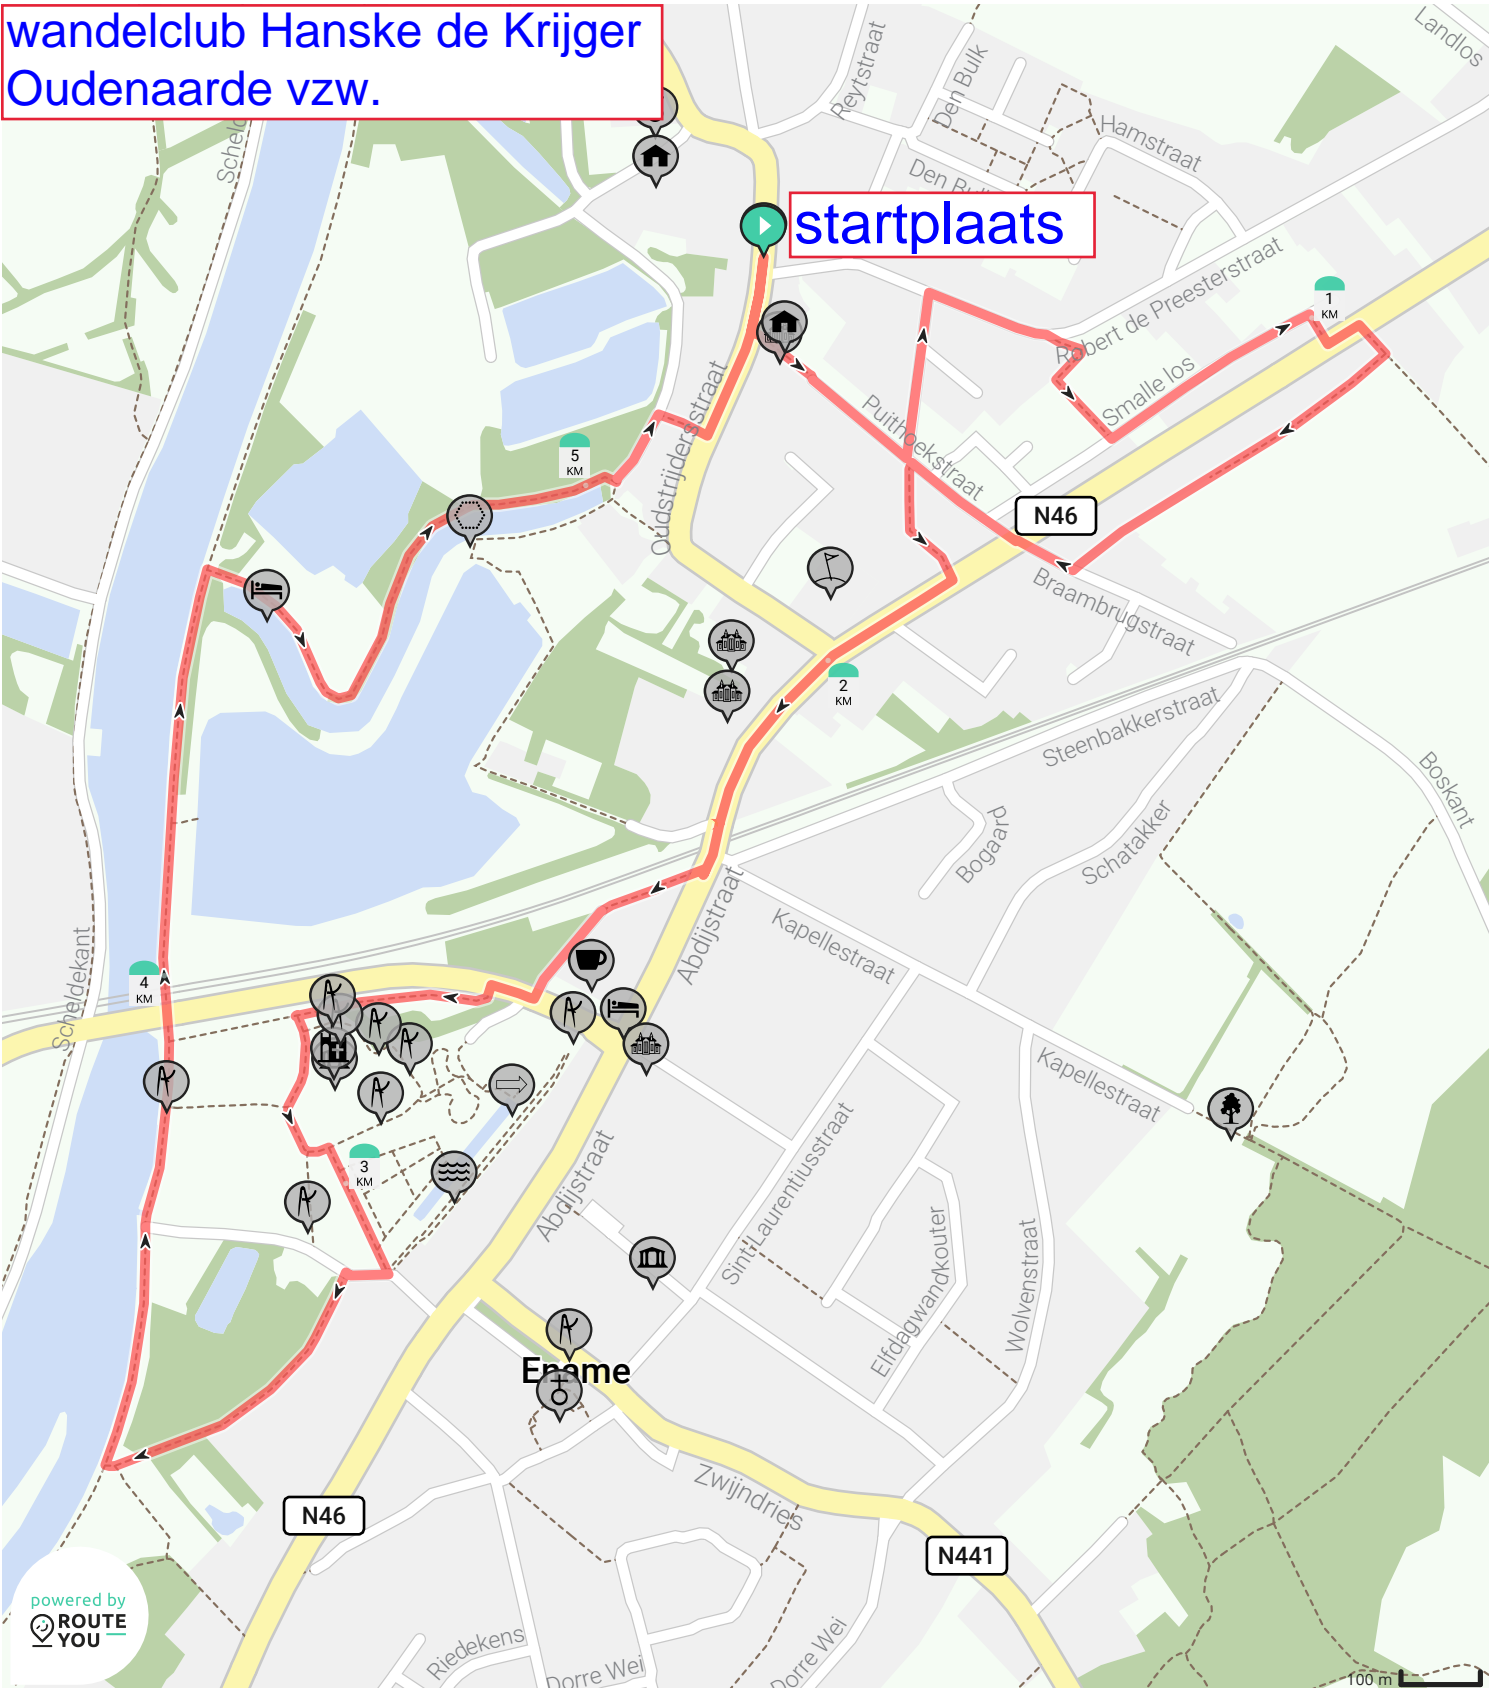 wandelclub Hanske de Krijger
Oudenaarde vzw.
Landlos
Reytstraat
Den Bulk
Hamstraat
Den
startplaats
Robert de Preesterstraat
1
KM
Smalle los
Oudstrijdersstraat
Puithoekstraat
5
KM
N46
Braambrugstraat
2
KM
Steenbakkerstraat
Boskant
Bogaard
Schatakker
Abdijstraat
Kapellestraat
Scheldekant
4
KM
Kapellestraat
3
KM
Abdijstraat
Sint-Laurentiusstraat
Elfdagwandkouter
Wolvenstraat
Ename
Zwijndries
N46
N441
powered by
ROUTE
YOU
Riedekens
Dorre Wei
Dorre Wei
100 m